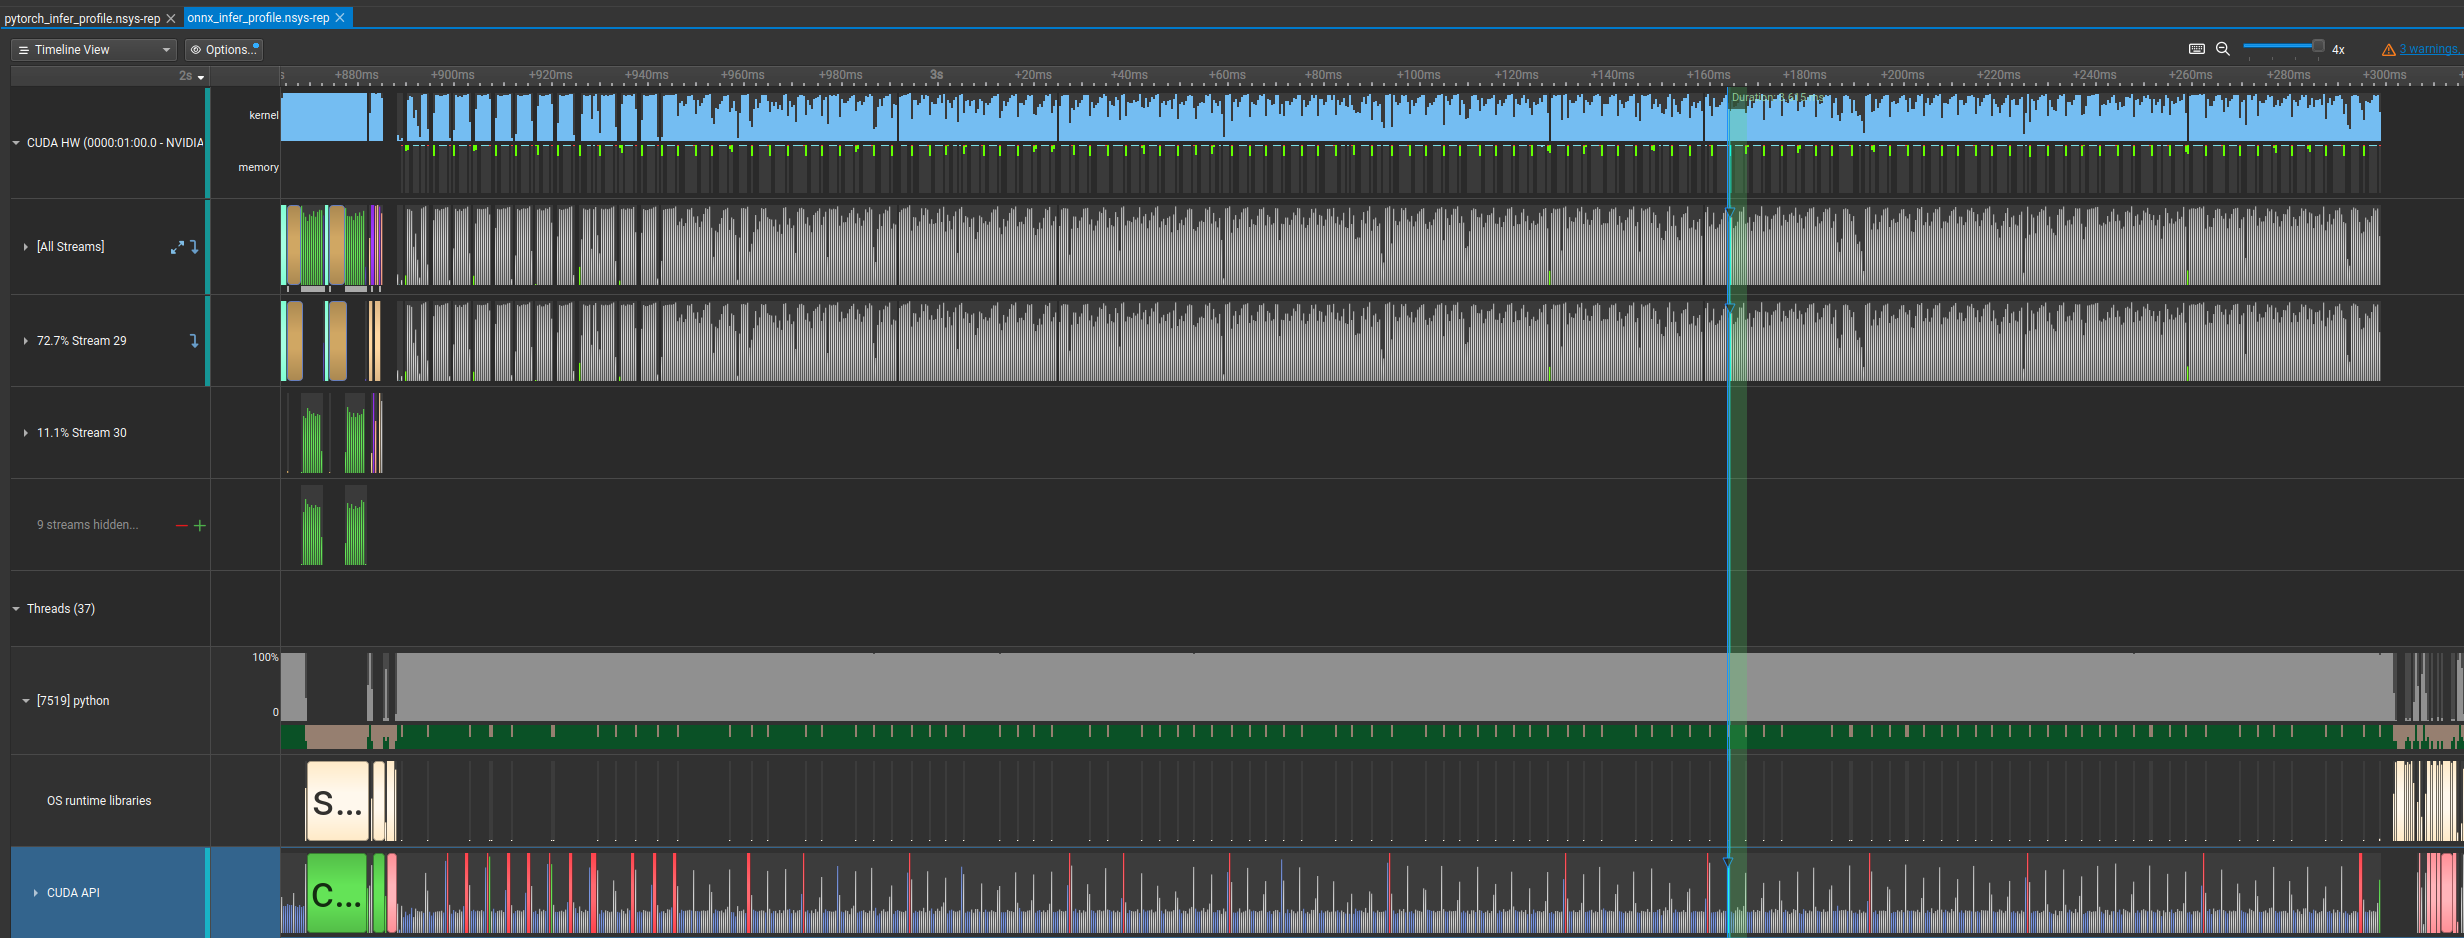 pytorch_infer_profile.nsys-rep
onnx_infer_profile.nsys-rep
Timeline View
Options...
4x
3 warnings,
2s
s +880ms +900ms +920ms +940ms +960ms +980ms 3s +20ms +40ms +60ms +80ms +100ms +120ms +140ms +160ms +180ms +200ms +220ms +240ms +260ms +280ms +300ms
kernel
CUDA HW (0000:01:00.0 - NVIDIA
memory
[All Streams]
72.7% Stream 29
11.1% Stream 30
9 streams hidden...
Threads (37)
100%
[7519] python
0
OS runtime libraries
S...
CUDA API
C...